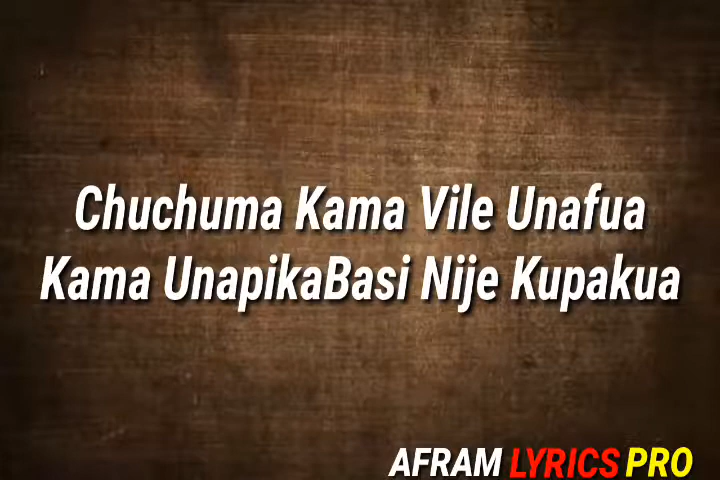 Chuchuma Kama Vile Unafua
Kama UnapikaBasi Nije Kupakua
AFRAM LYRICS PRO